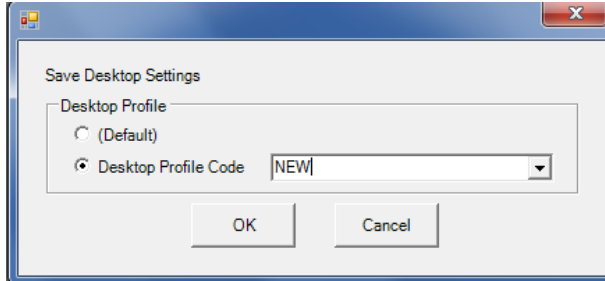 Save Desktop Settings
Desktop Profile
(Default)
Desktop Profile Code NEW
OK Cancel